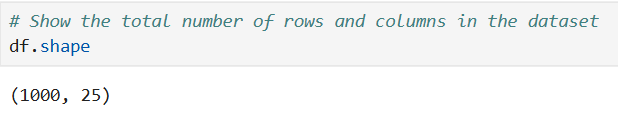 # Show the total number of rows and columns in the dataset
df.shape
(1000, 25)